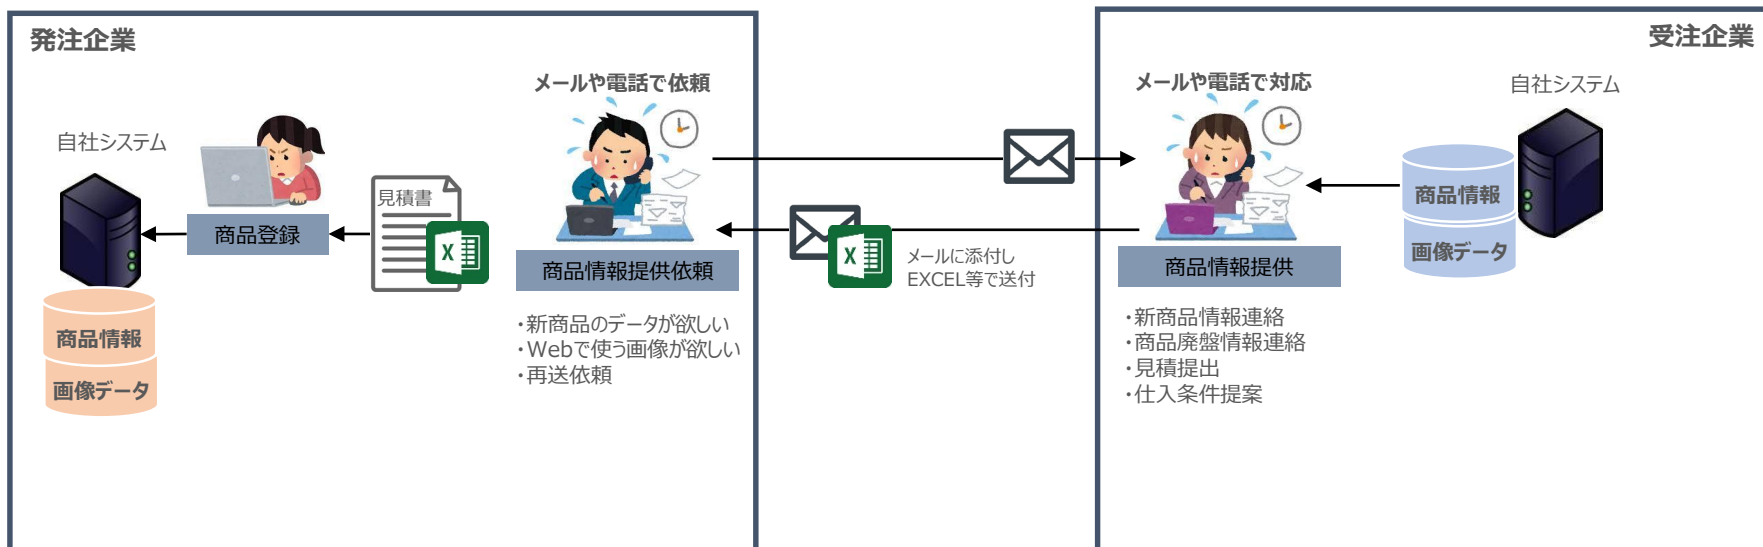 発注企業
メールや電話で依頼
自社システム
見積書
商品登録
商品情報提供依頼
商品情報
画像データ
・新商品のデータが欲しい
・Webで使う画像が欲しい
・再送依頼
メールに添付し
EXCEL等で送付
受注企業
メールや電話で対応
自社システム
商品情報
画像データ
商品情報提供
・新商品情報連絡
・商品廃盤情報連絡
・見積提出
・仕入条件提案